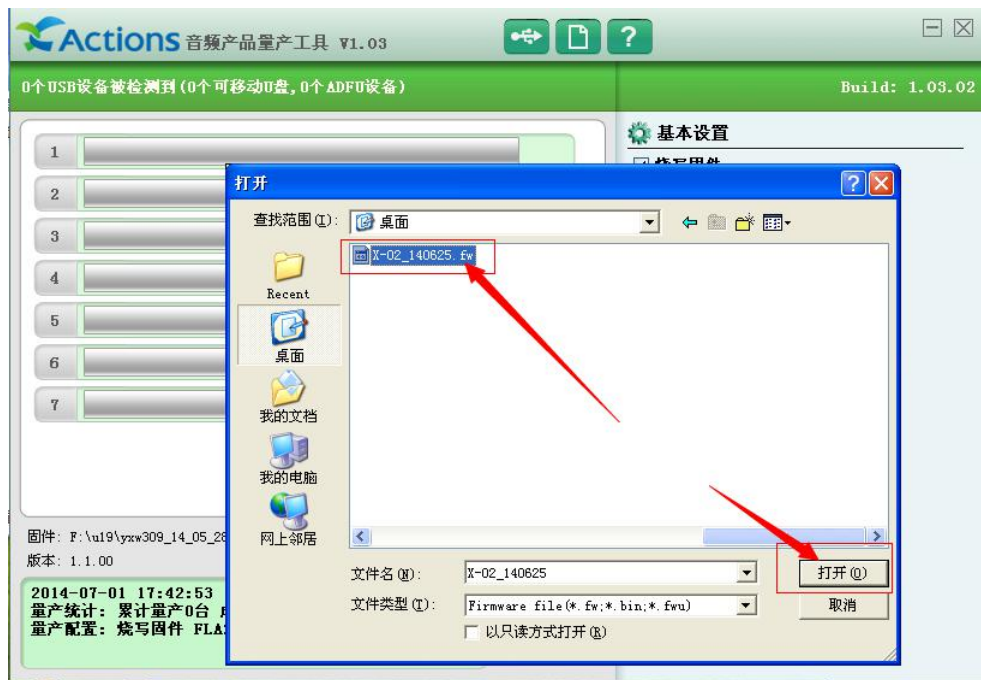 Actions 音频产品量产工具 V1.03
0个USB设备被检测到(0个可移动U盘,0个ADFU设备)
Build: 1.03.02
基本设置
1
2
3
4
5
6
7
打开
查找范围(I):
桌面
X-02_140625.fw
Recent
桌面
我的文档
我的电脑
网上邻居
文件名(N):
X-02_140625
打开(O)
文件类型(T):
Firmware file(*.fw;*.bin;*.fwu)
取消
以只读方式打开(R)
固件: F:\u19\yxw309_14_05_28
版本: 1.1.00
2014-07-01 17:42:53
量产统计: 累计量产0台
量产配置: 烧写固件